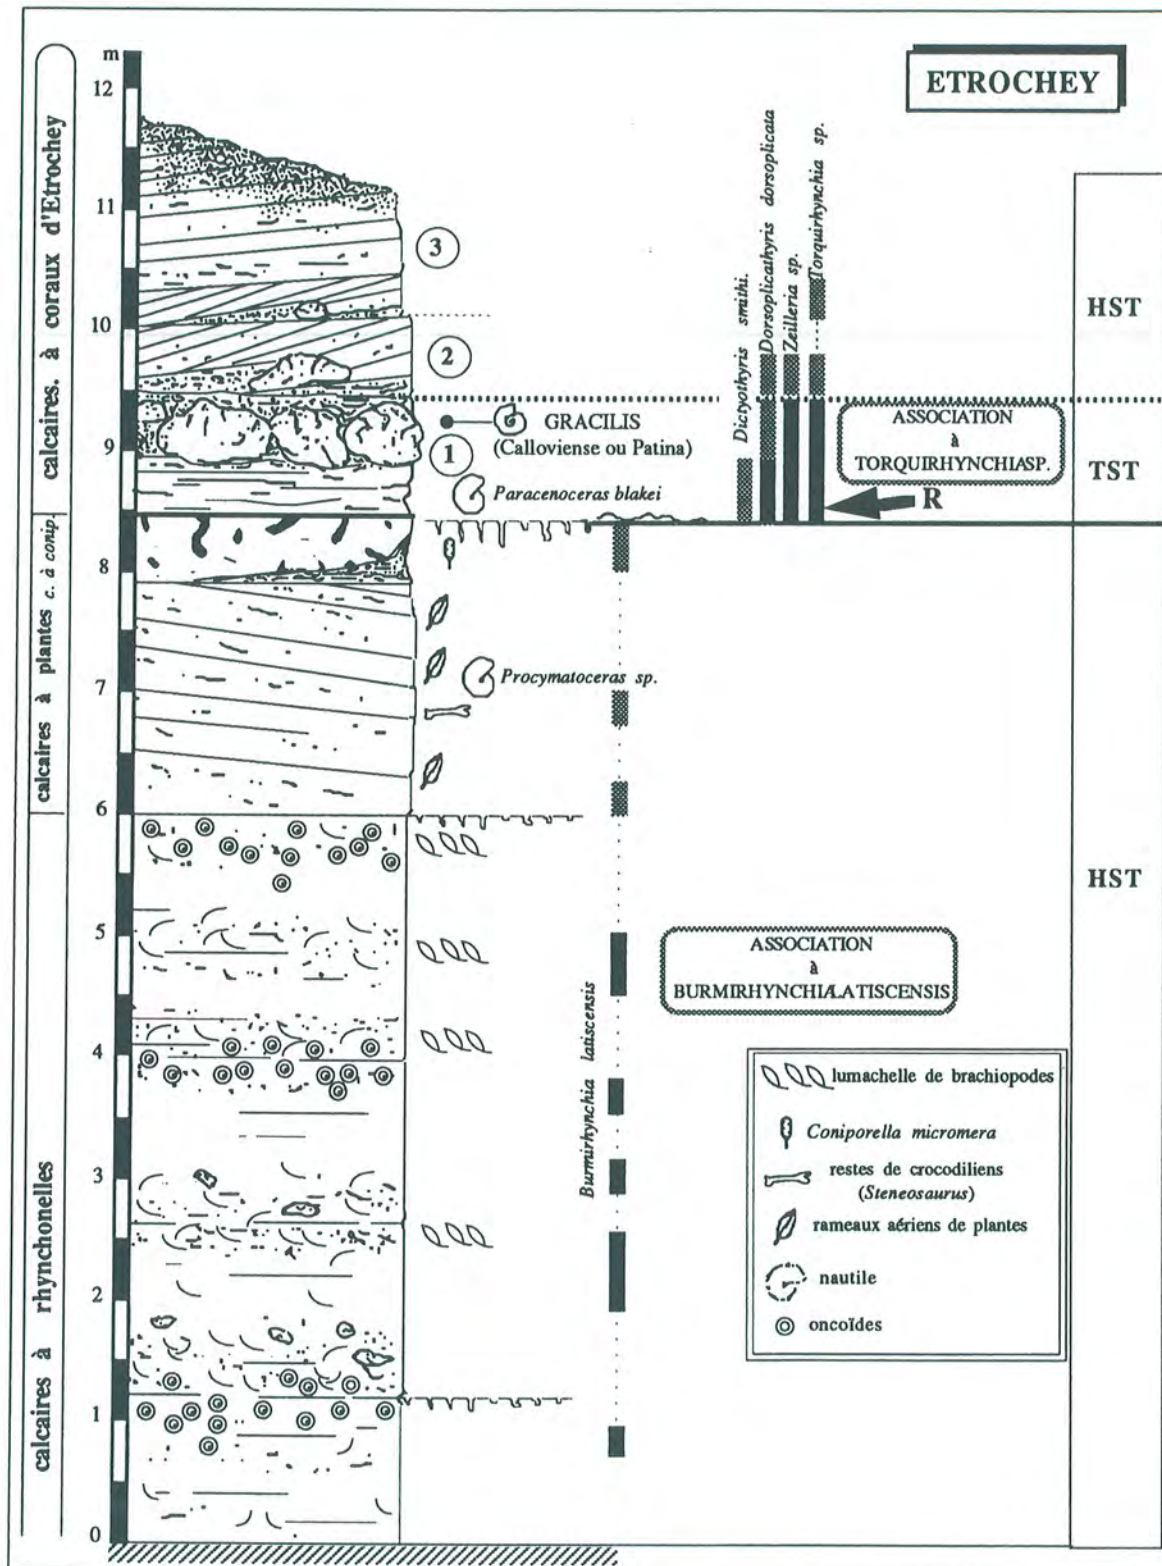 ETROCHEY
m
12
11
10
9
8
7
6
5
4
3
2
1
0
calcaires. à coraux d'Etrochey
calcaires à plantes
c. à conip.
calcaires à rhynchonelles
3
2
1
GRACILIS
(Calloviense ou Patina)
Paracenoceras blakei
Procymatoceras sp.
Dictyothyris smithi.
Dorsoplicathyris dorsoplicata
Zeilleria sp.
Torquirhynchia sp.
ASSOCIATION
à
TORQUIRHYNCHIASP.
R
HST
TST
HST
Burmirhynchia latiscensis
ASSOCIATION
à
BURMIRHYNCHIALATISCENSIS
lumachelle de brachiopodes
Coniporella micromera
restes de crocodiliens
(Steneosaurus)
rameaux aériens de plantes
nautile
oncoïdes